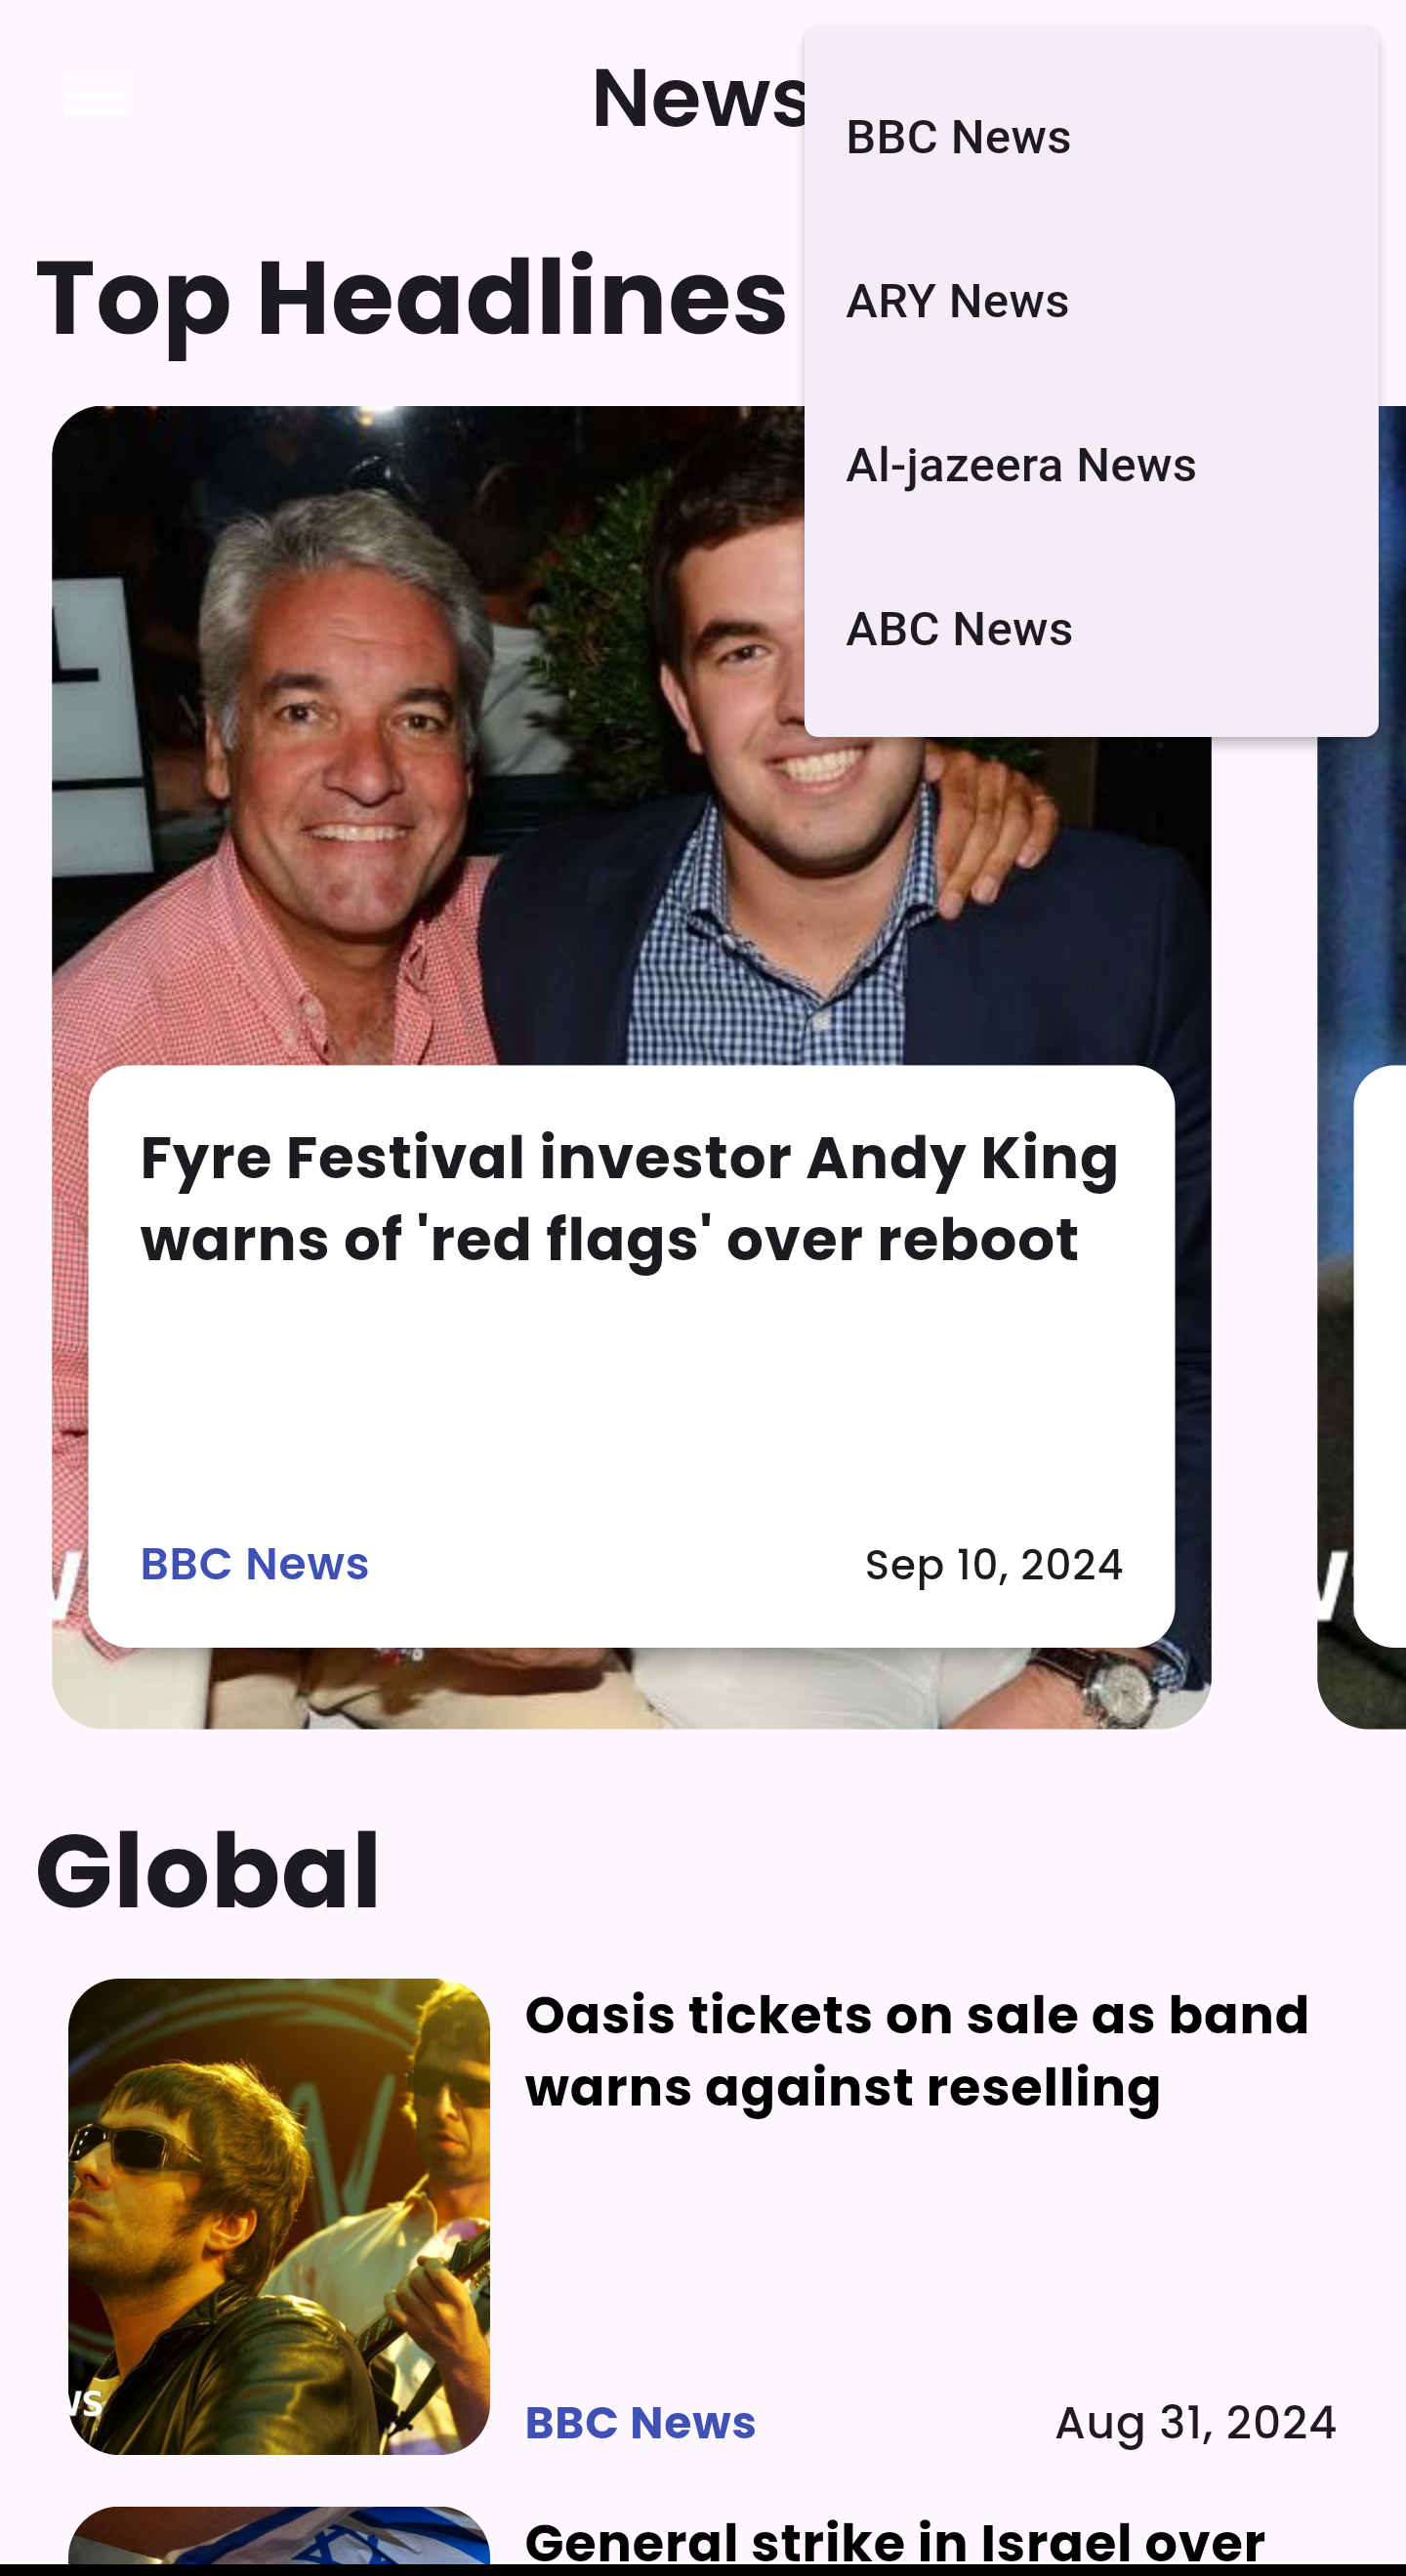 News
BBC News
ARY News
Al-jazeera News
ABC News
Top Headlines
Fyre Festival investor Andy King
warns of 'red flags' over reboot
BBC News
Sep 10, 2024
Global
Oasis tickets on sale as band
warns against reselling
BBC News
Aug 31, 2024
General strike in Israel over